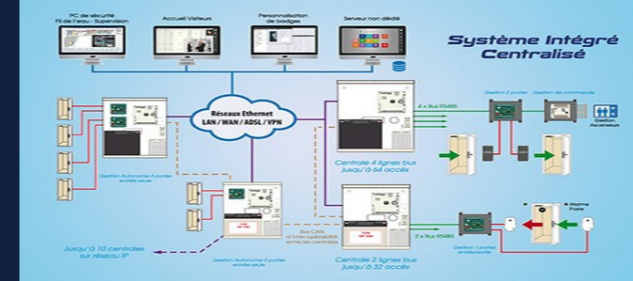 PC de sécurité
Fil de l'eau - Supervision
Accueil Visiteurs
Personnalisation
de badges
Serveur non dédié
Système Intégré
Centralisé
Réseaux Ethernet
LAN / WAN / ADSL / VPN
4 x Bus RS485
Gestion 2 portes
Gestion de commande
Gestion
Ascenseurs
Gestion Autonome 4 portes
entrée seule
Centrale 4 lignes bus
jusqu'à 64 accès
Alarme
Porte
Bus CAN
d'inter-opérabilité
entre les centrales
2 x Bus RS485
Jusqu'à 10 centrales
sur réseau IP
Gestion Autonome 2 portes
entrée seule
Centrale 2 lignes bus
jusqu'à 32 accès
Gestion 1 portes
entrée/sortie